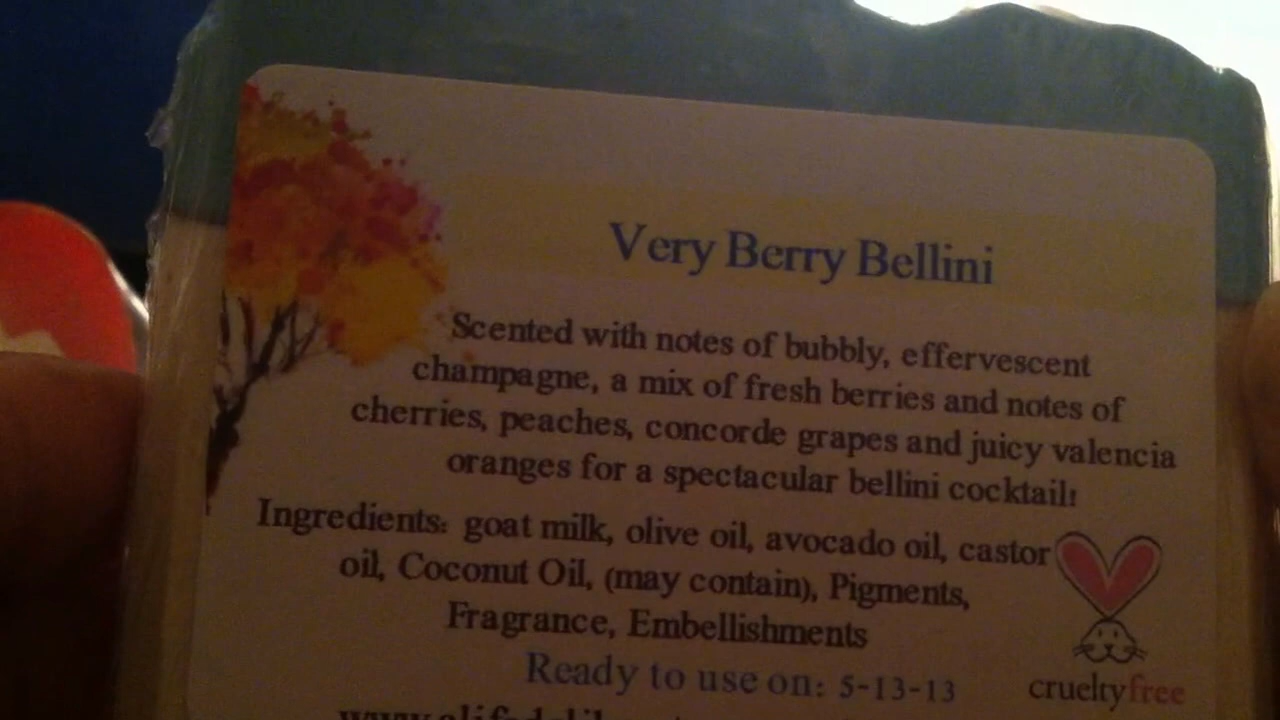 Very Berry Bellini
Scented with notes of bubbly, effervescent
champagne, a mix of fresh berries and notes of
cherries, peaches, concorde grapes and juicy valencia
oranges for a spectacular bellini cocktail!
Ingredients: goat milk, olive oil, avocado oil, castor
oil, Coconut Oil, (may contain), Pigments,
Fragrance, Embellishments
Ready to use on: 5-13-13
crueltyfree